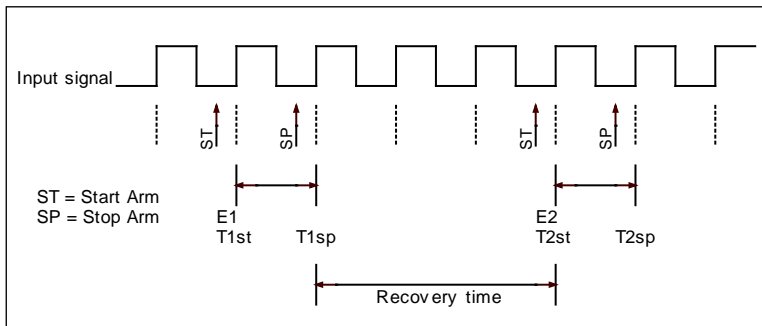 Input signal
ST
SP
ST
SP
ST = Start Arm
SP = Stop Arm
E1
E2
T1st
T1sp
T2st
T2sp
Recovery time